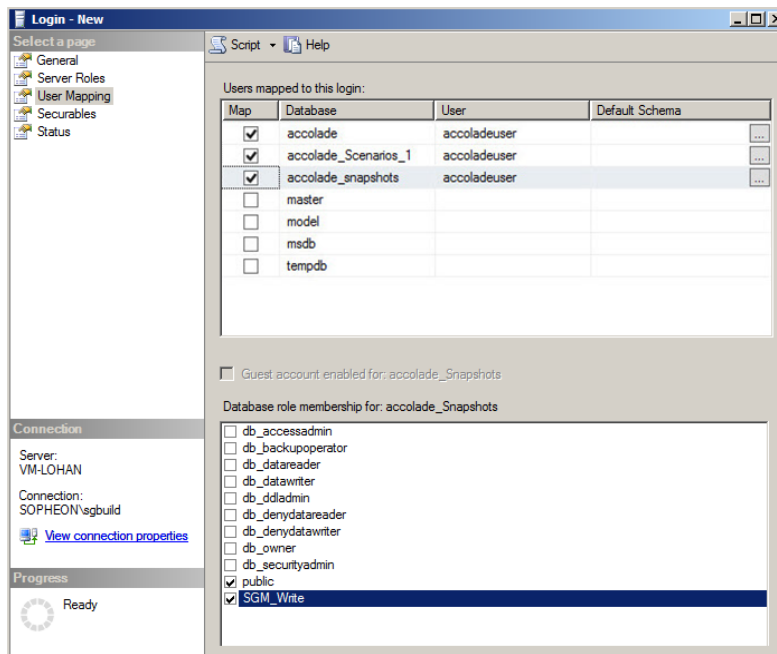 Login - New
Select a page
General
Server Roles
User Mapping
Securables
Status
Script Help
Users mapped to this login:
Map Database User Default Schema
accolade accoladeuser ...
accolade_Scenarios_1 accoladeuser ...
accolade_snapshots accoladeuser ...
master
model
msdb
tempdb
Guest account enabled for: accolade_Snapshots
Database role membership for: accolade_Snapshots
db_accessadmin
db_backupoperator
db_datareader
db_datawriter
db_ddladmin
db_denydatareader
db_denydatawriter
db_owner
db_securityadmin
public
SGM_Write
Connection
Server:
VM-LOHAN
Connection:
SOPHEON\sgbuild
View connection properties
Progress
Ready